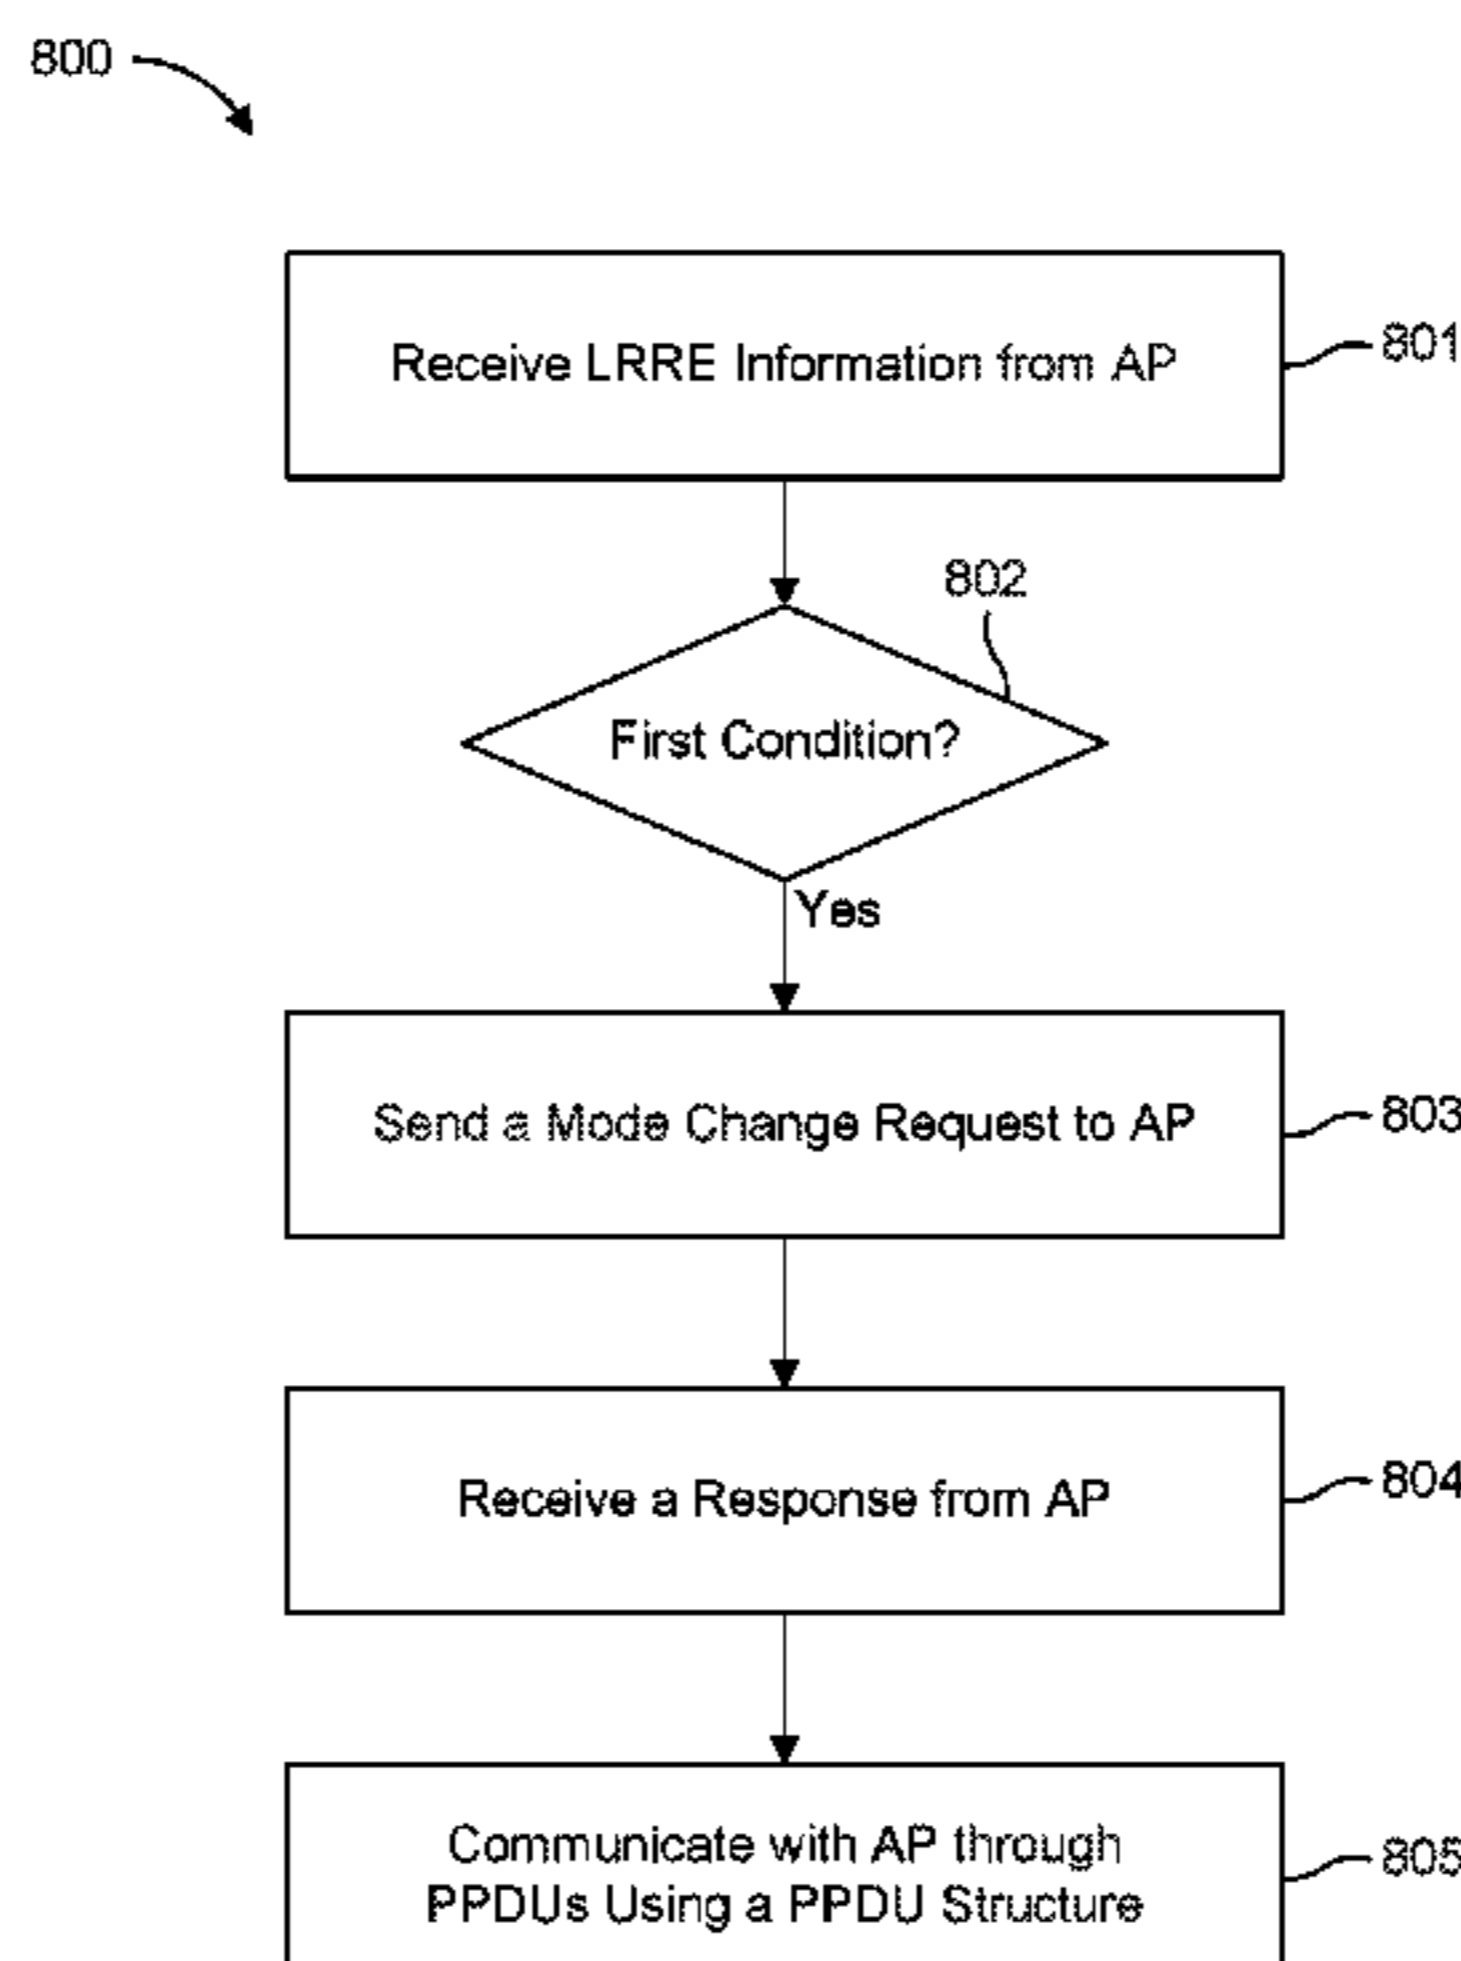 800
Receive LRRE Information from AP
801
802
First Condition?
Yes
Send a Mode Change Request to AP
803
Receive a Response from AP
804
Communicate with AP through
PPDUs Using a PPDU Structure
805